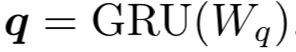 q = GRU(W_q).